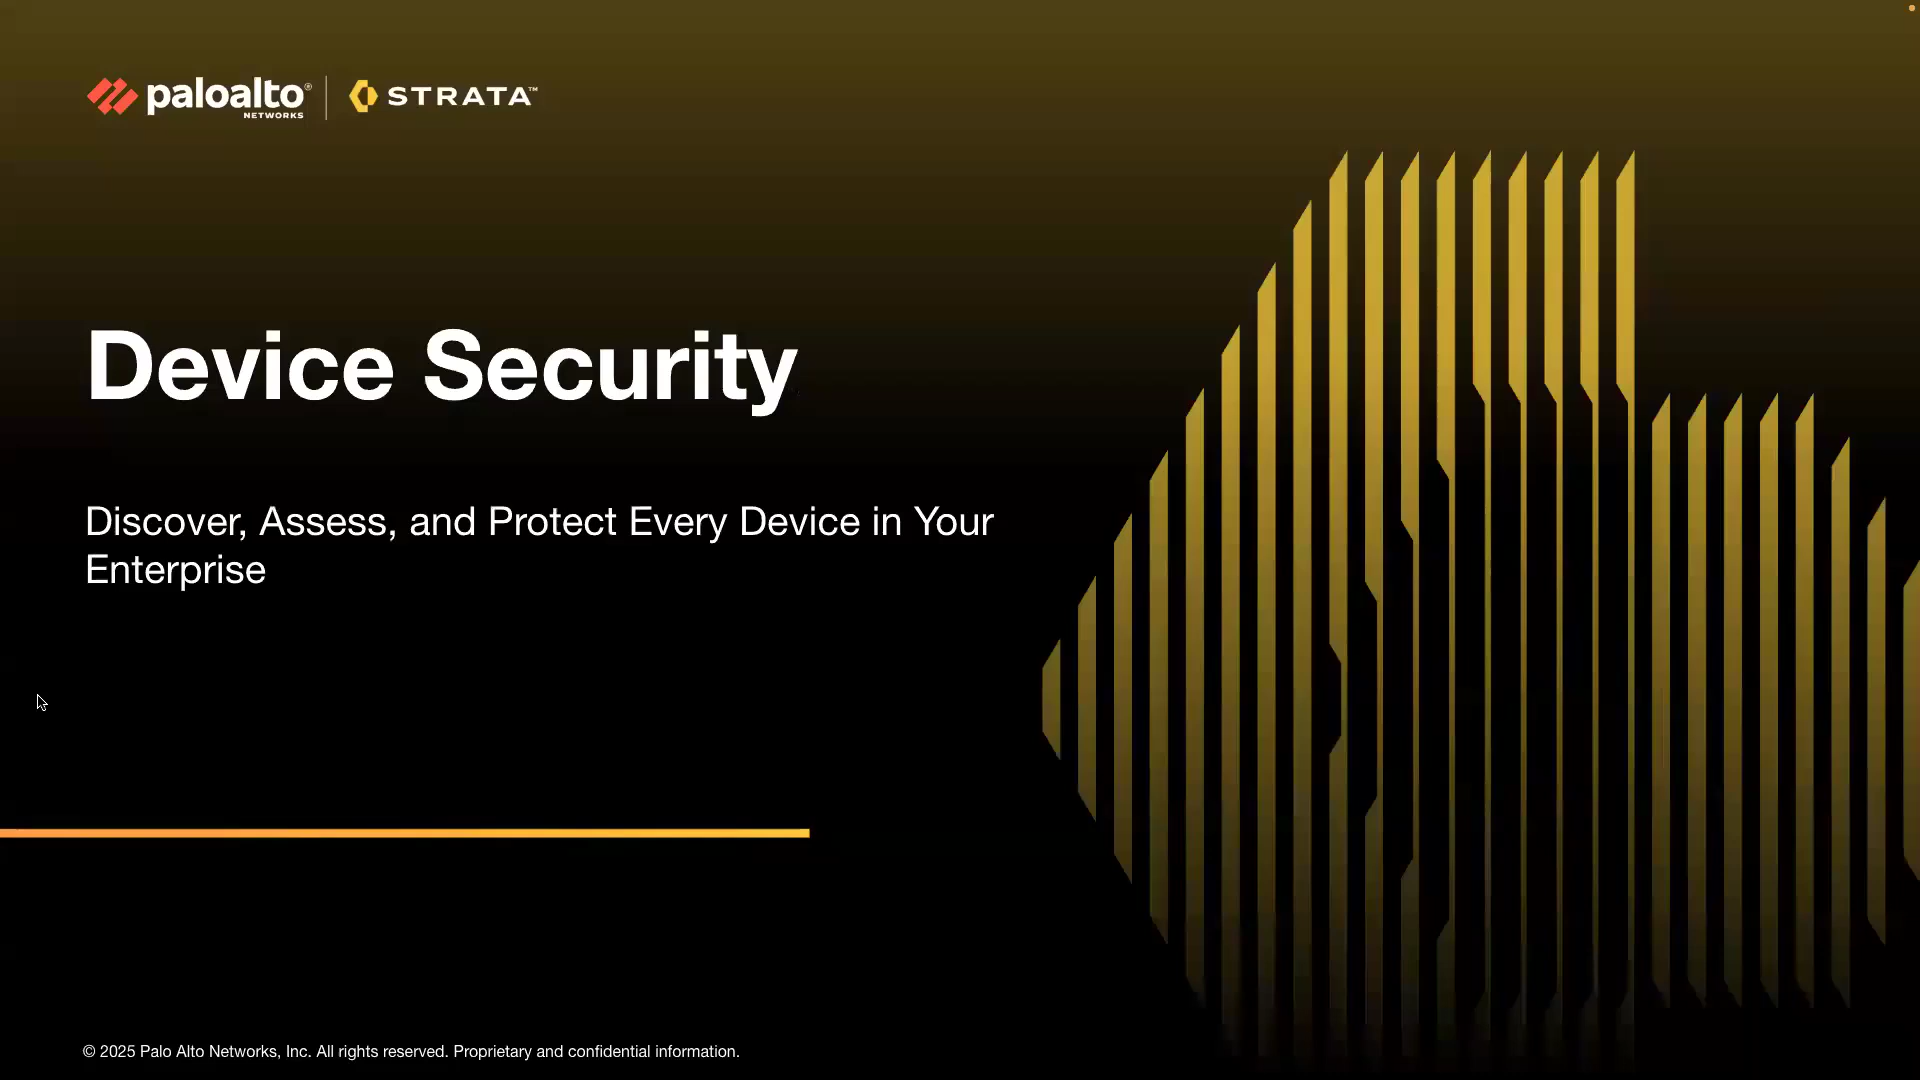 paloalto®
NETWORKS
STRATA™
Device Security
Discover, Assess, and Protect Every Device in Your
Enterprise
© 2025 Palo Alto Networks, Inc. All rights reserved. Proprietary and confidential information.